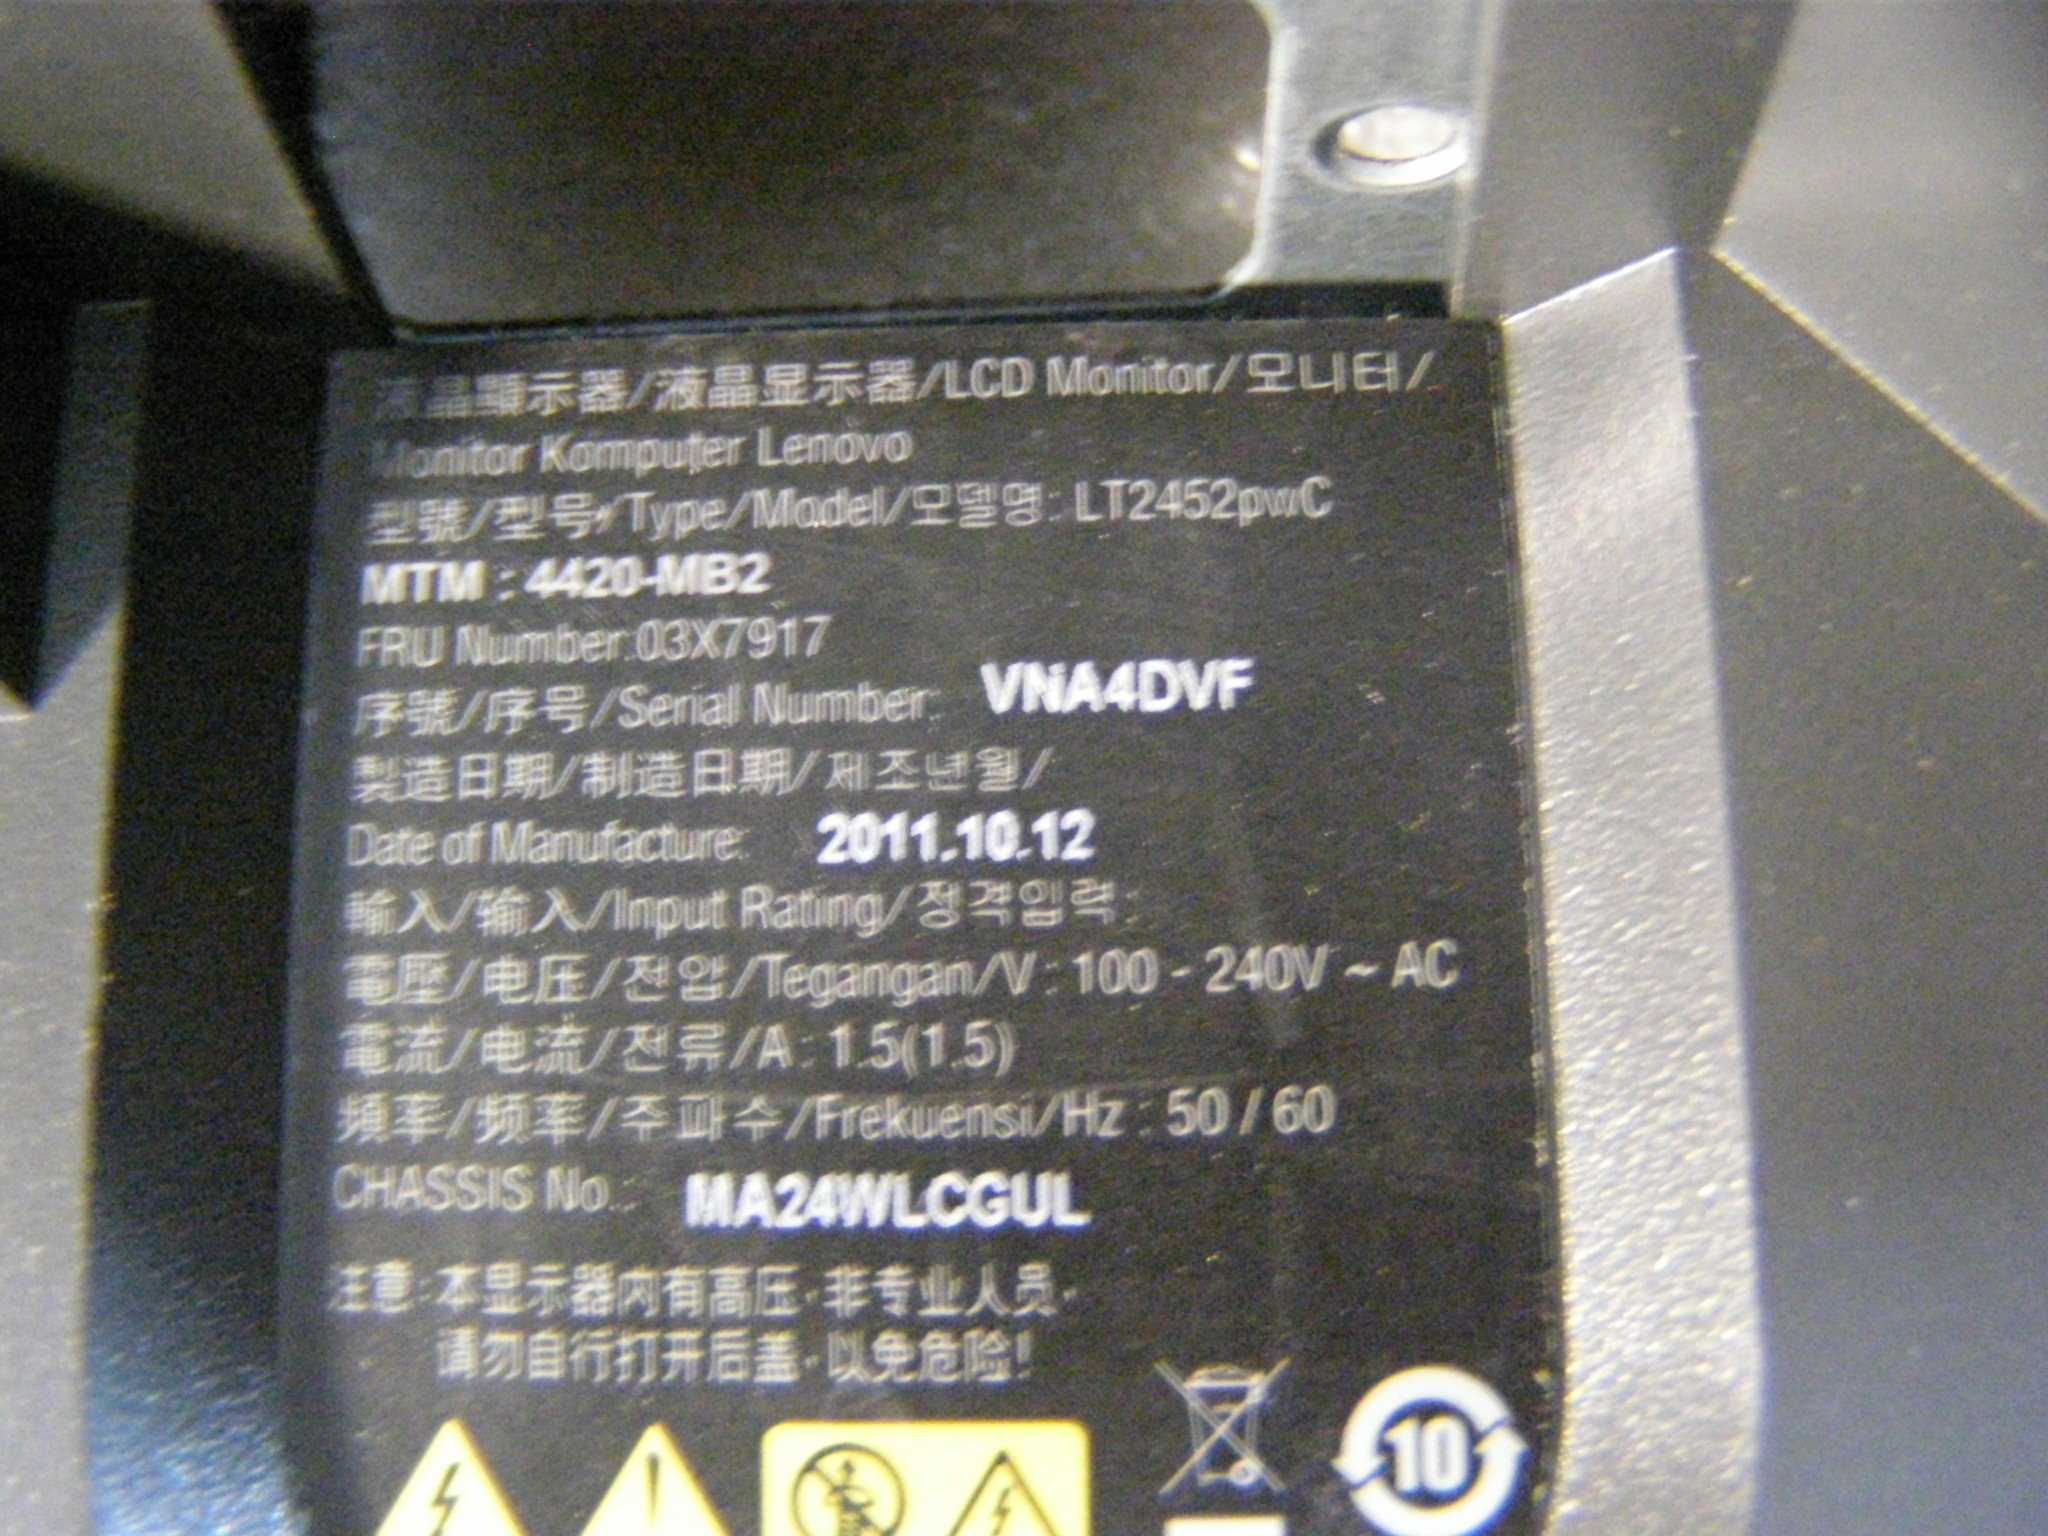 液晶顯示器/液晶显示器/LCD Monitor/모니터/
Monitor Komputer Lenovo
型號/型号/Type/Model/모델명: LT2452pwC
MTM : 4420-MB2
FRU Number:03X7917
序號/序号/Serial Number: VNA4DVF
製造日期/制造日期/제조년월/
Date of Manufacture: 2011.10.12
輸入/输入/Input Rating/정격입력:
電壓/电压/전압/Tegangan/V : 100 - 240V ~ AC
電流/电流/전류/A : 1.5(1.5)
頻率/频率/주파수/Frekuensi/Hz : 50 / 60
CHASSIS No.: MA24WLCGUL
注意:本显示器内有高压,非专业人员,
请勿自行打开后盖,以免危险!
10